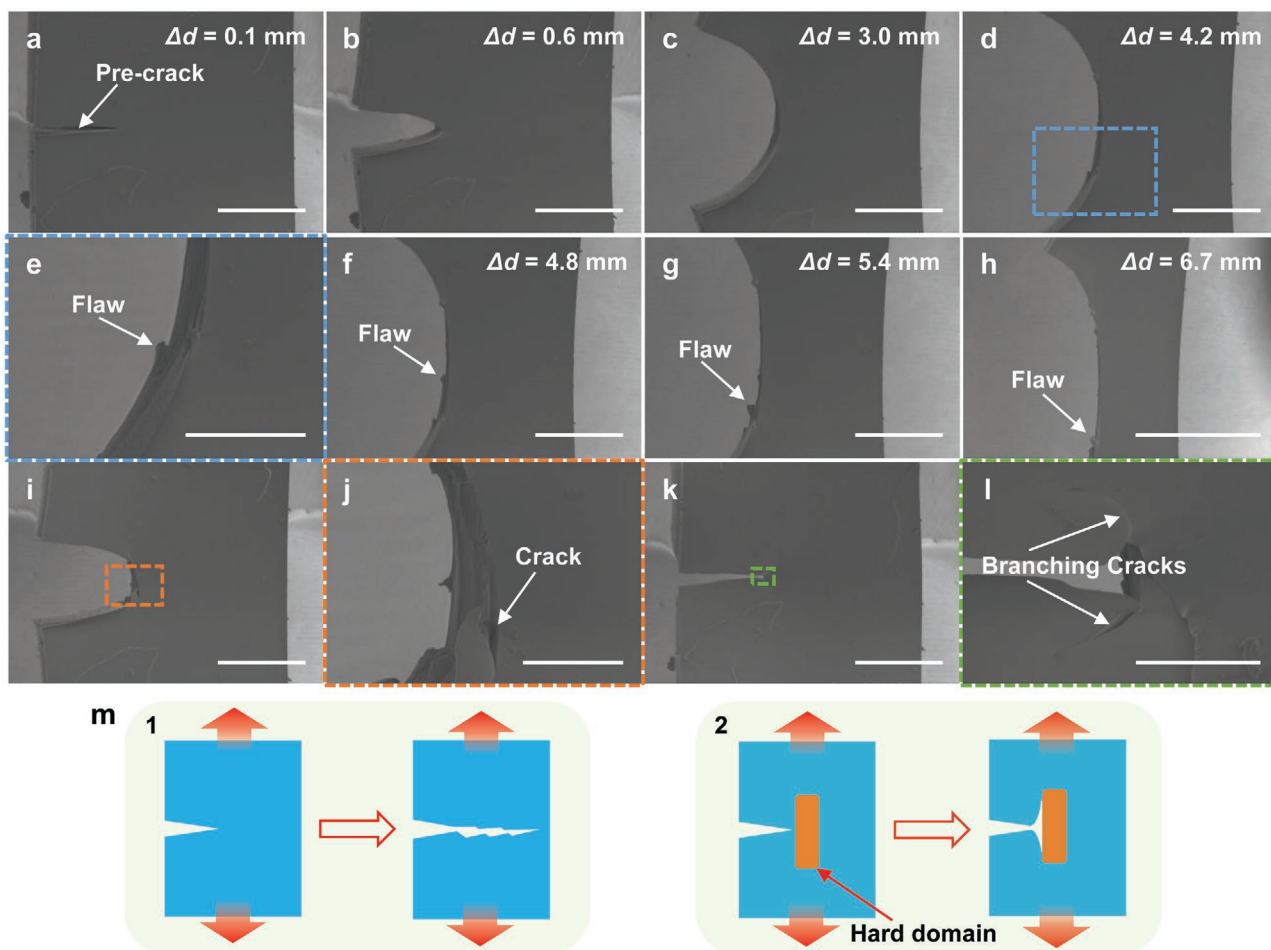 a
Δd = 0.1 mm
Pre-crack
b
Δd = 0.6 mm
c
Δd = 3.0 mm
d
Δd = 4.2 mm
e
Flaw
f
Δd = 4.8 mm
Flaw
g
Δd = 5.4 mm
Flaw
h
Δd = 6.7 mm
Flaw
i
j
Crack
k
l
Branching Cracks
m
1
2
Hard domain